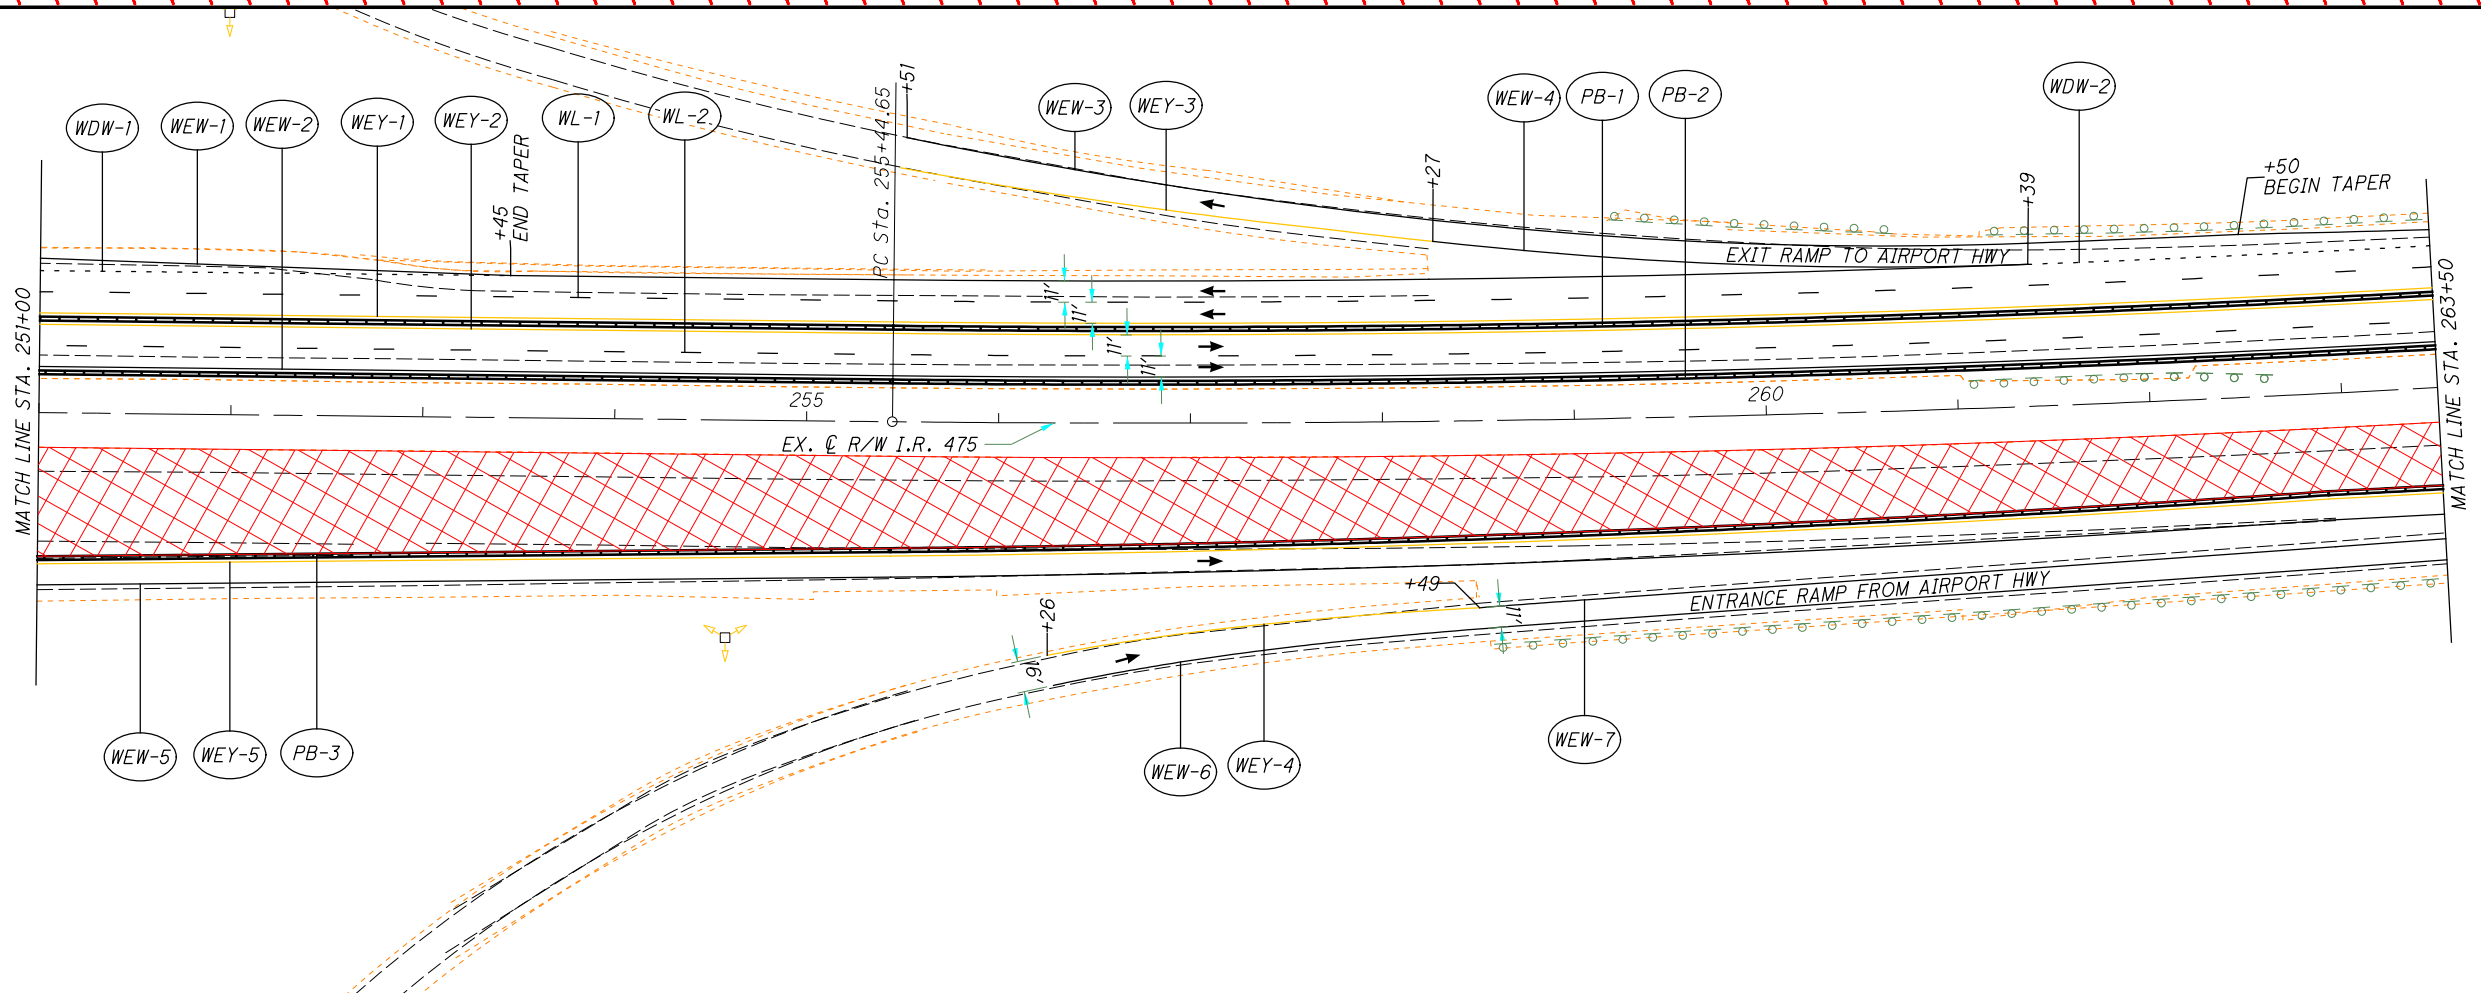 WDW-1
WEW-1
WEW-2
WEY-1
WEY-2
WL-1
WL-2
WEW-3
WEY-3
WEW-4
PB-1
PB-2
WDW-2
+45
END TAPER
PC Sta. 255+44.65
+51
+27
+39
+50
BEGIN TAPER
EXIT RAMP TO AIRPORT HWY
11'
11'
11'
11'
MATCH LINE STA. 251+00
MATCH LINE STA. 263+50
255
260
EX. ℄ R/W I.R. 475
+49
+26
16'
11'
ENTRANCE RAMP FROM AIRPORT HWY
WEW-5
WEY-5
PB-3
WEW-6
WEY-4
WEW-7